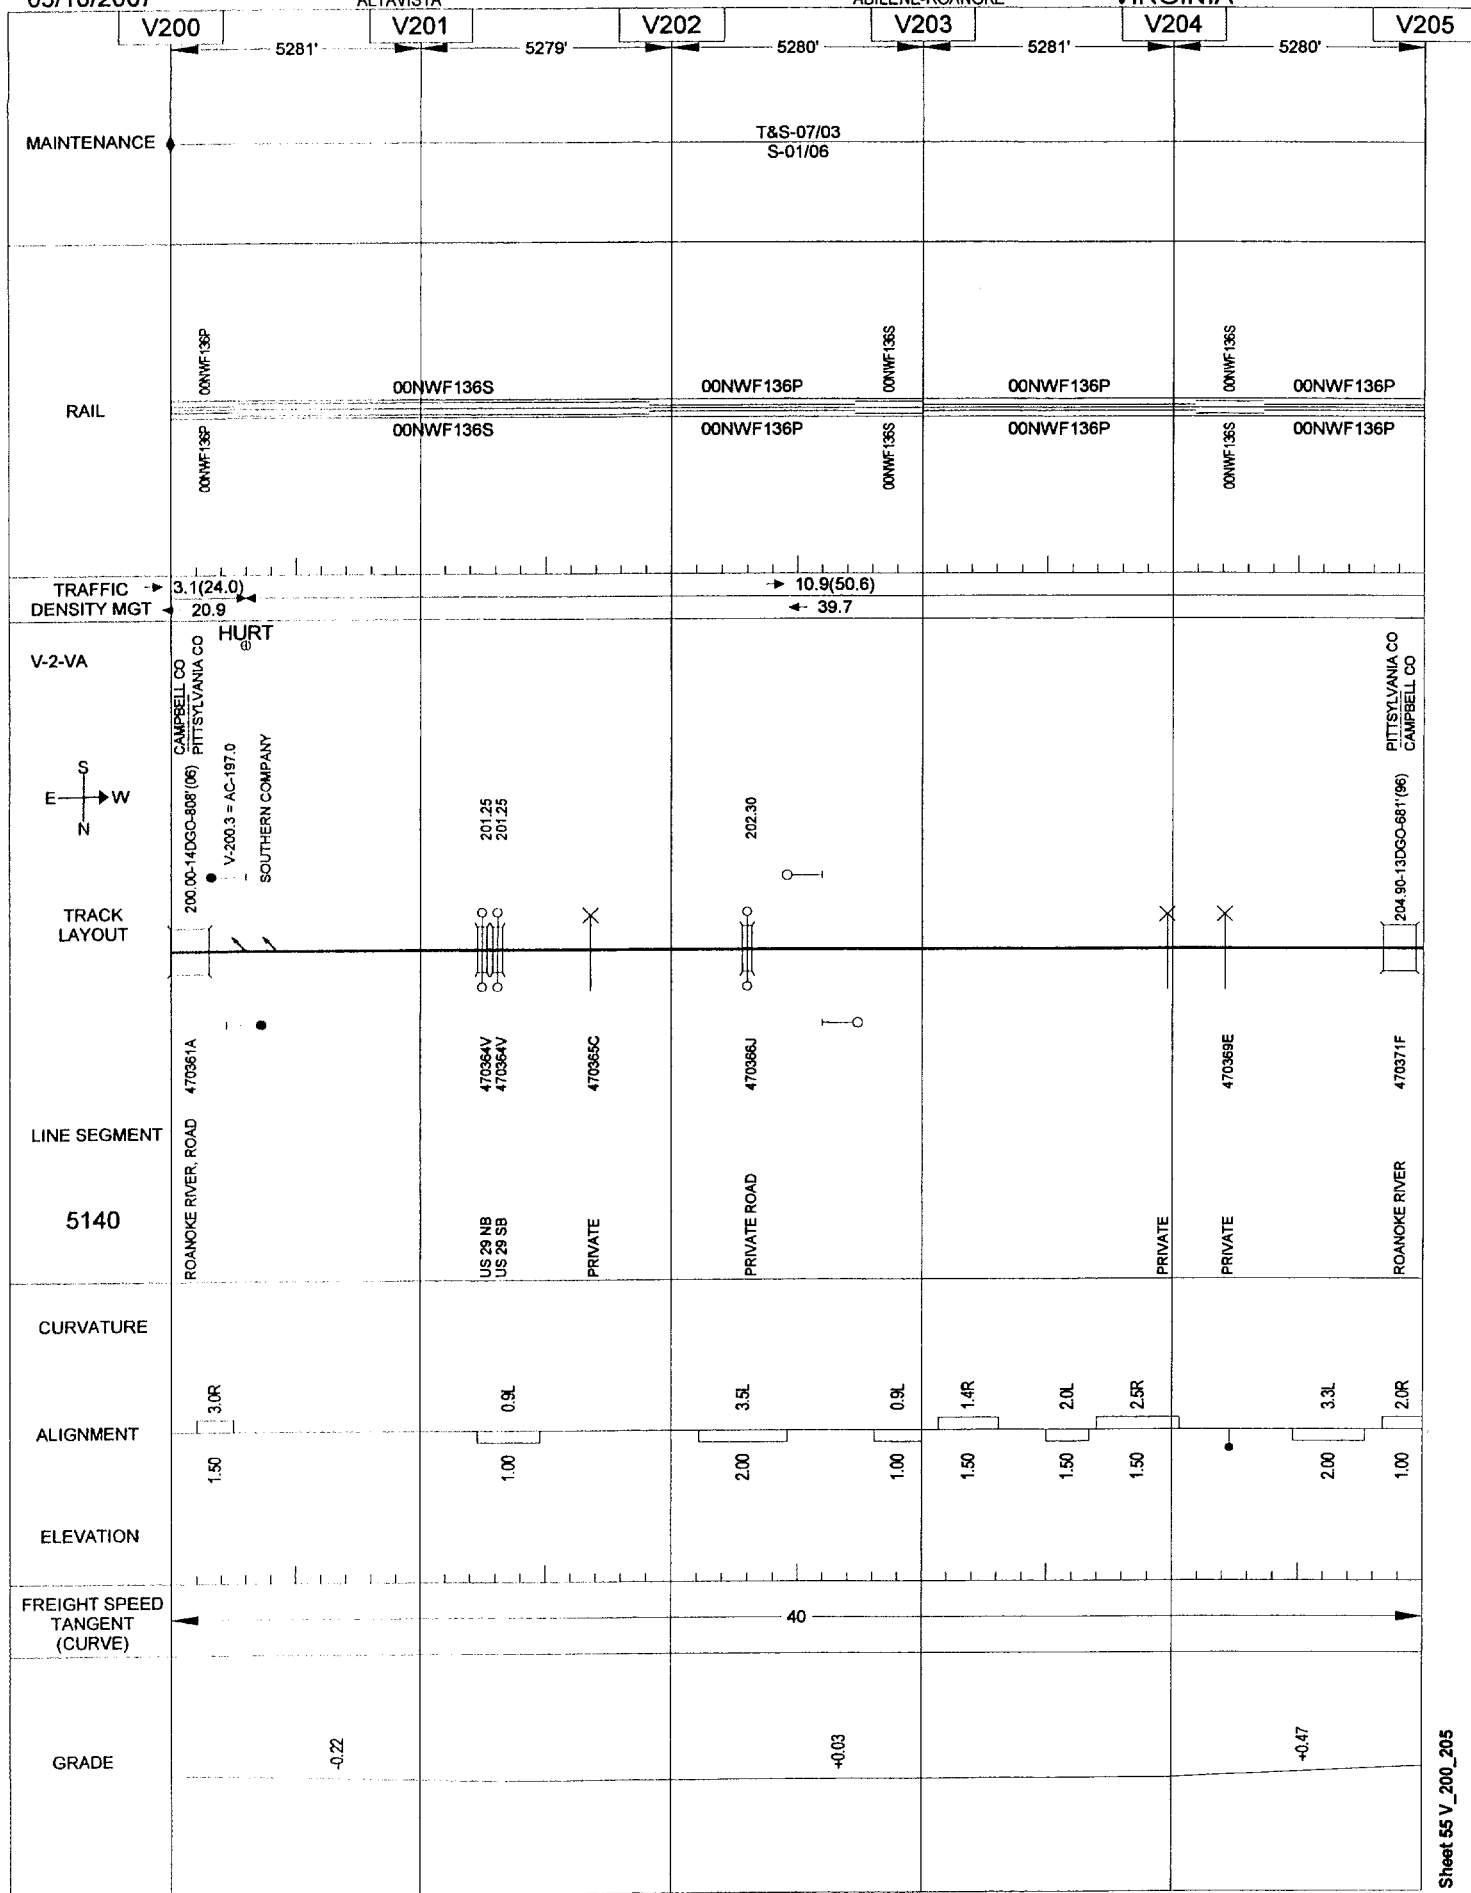 VIRGINIA
V200
V201
V202
V203
V204
V205
5281'
5279'
5280'
5281'
5280'
MAINTENANCE
T&S-07/03
S-01/06
RAIL
00NWF136P
00NWF136S
00NWF136P
00NWF136S
00NWF136P
00NWF136S
00NWF136P
00NWF136P
00NWF136S
00NWF136P
00NWF136S
00NWF136P
00NWF136S
00NWF136P
TRAFFIC
DENSITY MGT
3.1(24.0)
20.9
10.9(50.6)
39.7
V-2-VA
HURT
S
E W
N
CAMPBELL CO
PITTSYLVANIA CO
200.00-14DGO-808'(06)
V-200.3 = AC-197.0
SOUTHERN COMPANY
201.25
201.25
202.30
PITTSYLVANIA CO
CAMPBELL CO
204.90-13DGO-681'(96)
TRACK
LAYOUT
470361A
470364V
470364V
470365C
470366J
470369E
470371F
LINE SEGMENT
5140
ROANOKE RIVER, ROAD
US 29 NB
US 29 SB
PRIVATE
PRIVATE ROAD
PRIVATE
PRIVATE
ROANOKE RIVER
CURVATURE
3.0R
0.9L
3.5L
0.9L
1.4R
2.0L
2.5R
3.3L
2.0R
ALIGNMENT
1.50
1.00
2.00
1.00
1.50
1.50
1.50
2.00
1.00
ELEVATION
FREIGHT SPEED
TANGENT
(CURVE)
40
GRADE
-0.22
+0.03
+0.47
Sheet 55 V_200_205